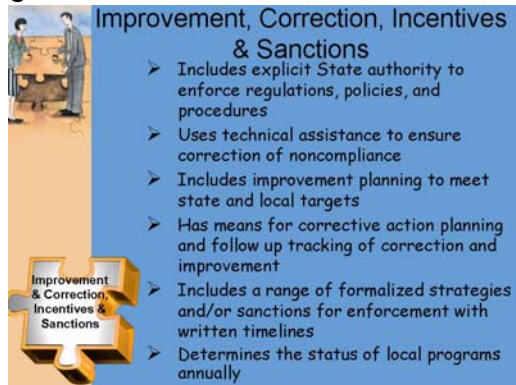 Improvement, Correction, Incentives
& Sanctions
➢ Includes explicit State authority to
enforce regulations, policies, and
procedures
➢ Uses technical assistance to ensure
correction of noncompliance
➢ Includes improvement planning to meet
state and local targets
➢ Has means for corrective action planning
and follow up tracking of correction and
improvement
➢ Includes a range of formalized strategies
and/or sanctions for enforcement with
written timelines
➢ Determines the status of local programs
annually
Improvement
& Correction,
Incentives &
Sanctions